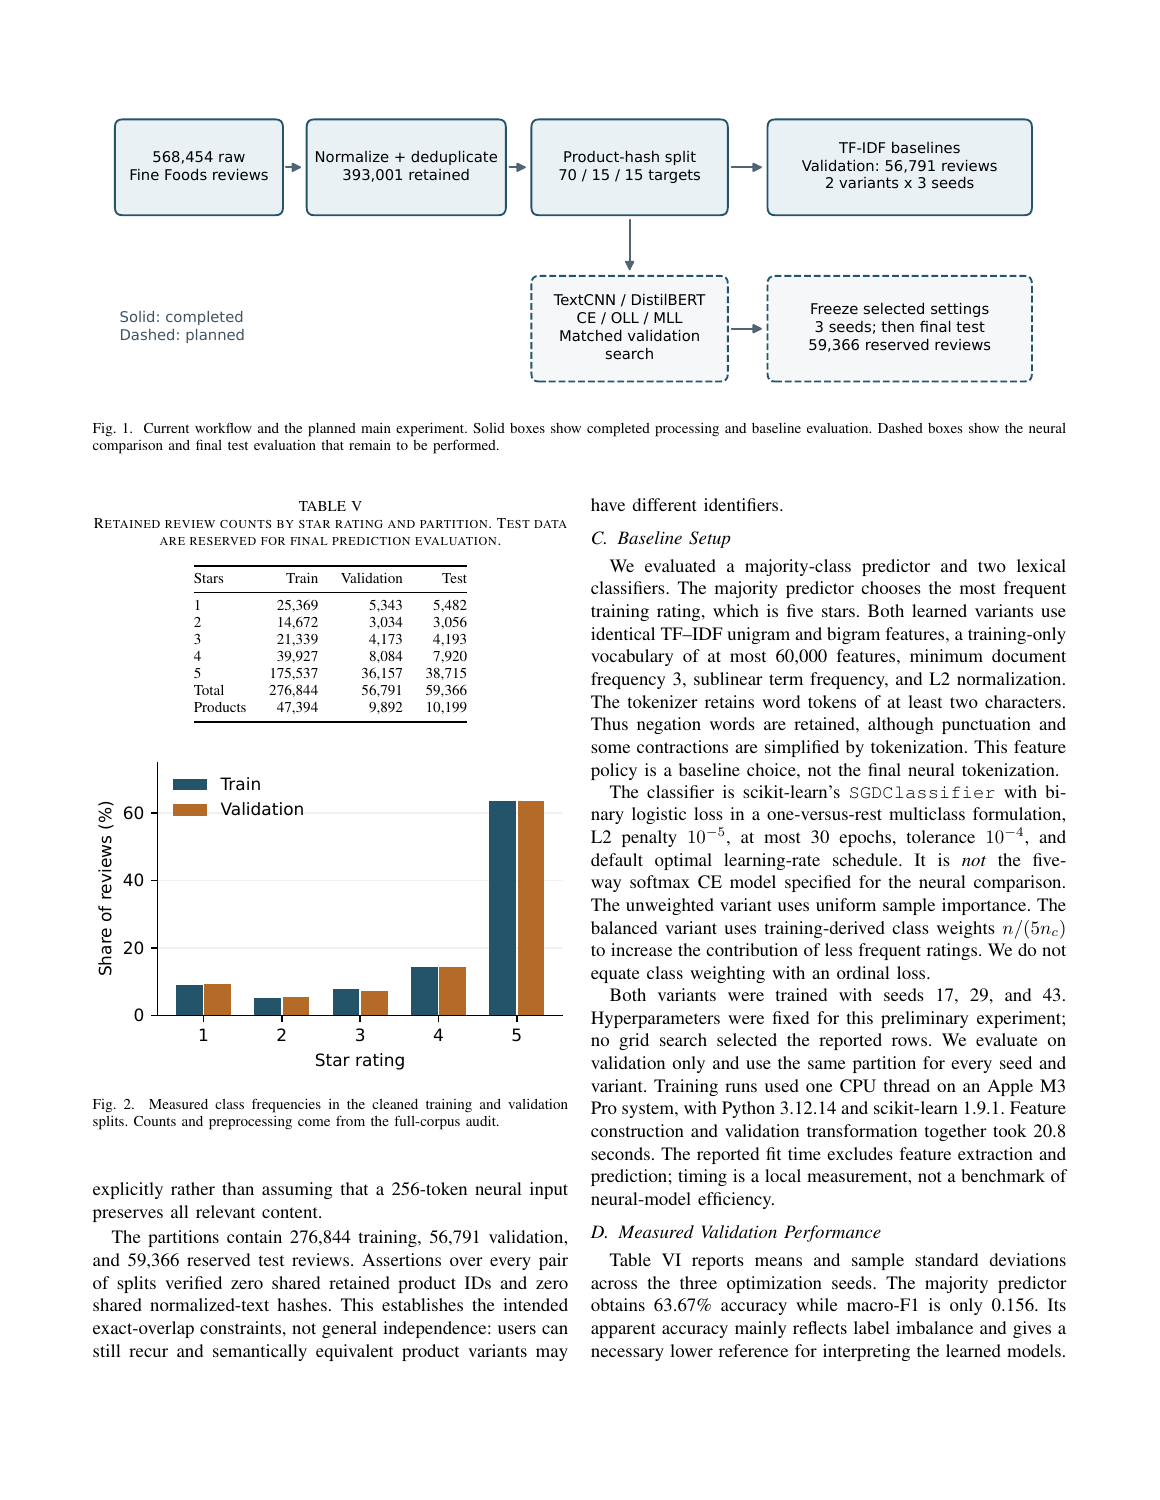 568,454 raw
Fine Foods reviews
Normalize + deduplicate
393,001 retained
Product-hash split
70 / 15 / 15 targets
TF-IDF baselines
Validation: 56,791 reviews
2 variants x 3 seeds
TextCNN / DistilBERT
CE / OLL / MLL
Matched validation
search
Freeze selected settings
3 seeds; then final test
59,366 reserved reviews
Solid: completed
Dashed: planned
Fig. 1. Current workflow and the planned main experiment. Solid boxes show completed processing and baseline evaluation. Dashed boxes show the neural
comparison and final test evaluation that remain to be performed.
TABLE V
RETAINED REVIEW COUNTS BY STAR RATING AND PARTITION. TEST DATA
ARE RESERVED FOR FINAL PREDICTION EVALUATION.
Stars Train Validation Test
1 25,369 5,343 5,482
2 14,672 3,034 3,056
3 21,339 4,173 4,193
4 39,927 8,084 7,920
5 175,537 36,157 38,715
Total 276,844 56,791 59,366
Products 47,394 9,892 10,199
Train
Validation
Share of reviews (%)
60
40
20
0
1 2 3 4 5
Star rating
Fig. 2. Measured class frequencies in the cleaned training and validation
splits. Counts and preprocessing come from the full-corpus audit.
explicitly rather than assuming that a 256-token neural input
preserves all relevant content.
The partitions contain 276,844 training, 56,791 validation,
and 59,366 reserved test reviews. Assertions over every pair
of splits verified zero shared retained product IDs and zero
shared normalized-text hashes. This establishes the intended
exact-overlap constraints, not general independence: users can
still recur and semantically equivalent product variants may
have different identifiers.
C. Baseline Setup
We evaluated a majority-class predictor and two lexical
classifiers. The majority predictor chooses the most frequent
training rating, which is five stars. Both learned variants use
identical TF–IDF unigram and bigram features, a training-only
vocabulary of at most 60,000 features, minimum document
frequency 3, sublinear term frequency, and L2 normalization.
The tokenizer retains word tokens of at least two characters.
Thus negation words are retained, although punctuation and
some contractions are simplified by tokenization. This feature
policy is a baseline choice, not the final neural tokenization.
The classifier is scikit-learn's SGDClassifier with bi-
nary logistic loss in a one-versus-rest multiclass formulation,
L2 penalty 10⁻⁵, at most 30 epochs, tolerance 10⁻⁴, and
default optimal learning-rate schedule. It is not the five-
way softmax CE model specified for the neural comparison.
The unweighted variant uses uniform sample importance. The
balanced variant uses training-derived class weights n/(5n_c)
to increase the contribution of less frequent ratings. We do not
equate class weighting with an ordinal loss.
Both variants were trained with seeds 17, 29, and 43.
Hyperparameters were fixed for this preliminary experiment;
no grid search selected the reported rows. We evaluate on
validation only and use the same partition for every seed and
variant. Training runs used one CPU thread on an Apple M3
Pro system, with Python 3.12.14 and scikit-learn 1.9.1. Feature
construction and validation transformation together took 20.8
seconds. The reported fit time excludes feature extraction and
prediction; timing is a local measurement, not a benchmark of
neural-model efficiency.
D. Measured Validation Performance
Table VI reports means and sample standard deviations
across the three optimization seeds. The majority predictor
obtains 63.67% accuracy while macro-F1 is only 0.156. Its
apparent accuracy mainly reflects label imbalance and gives a
necessary lower reference for interpreting the learned models.